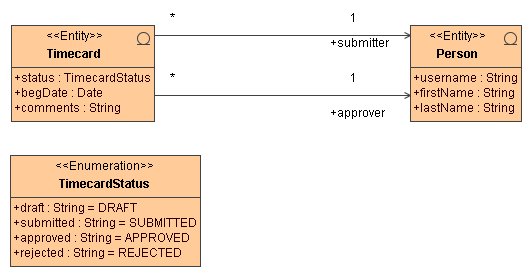 <<Entity>>
Timecard
+status : TimecardStatus
+begDate : Date
+comments : String
* 1
+submitter
* 1
+approver
<<Entity>>
Person
+username : String
+firstName : String
+lastName : String
<<Enumeration>>
TimecardStatus
+draft : String = DRAFT
+submitted : String = SUBMITTED
+approved : String = APPROVED
+rejected : String = REJECTED